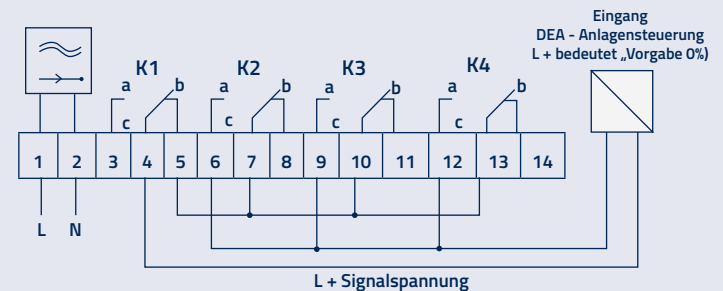 Eingang
DEA - Anlagensteuerung
L + bedeutet „Vorgabe 0%)
K1 K2 K3 K4
a b a b a b a b
c c c c
1 2 3 4 5 6 7 8 9 10 11 12 13 14
L N
L + Signalspannung